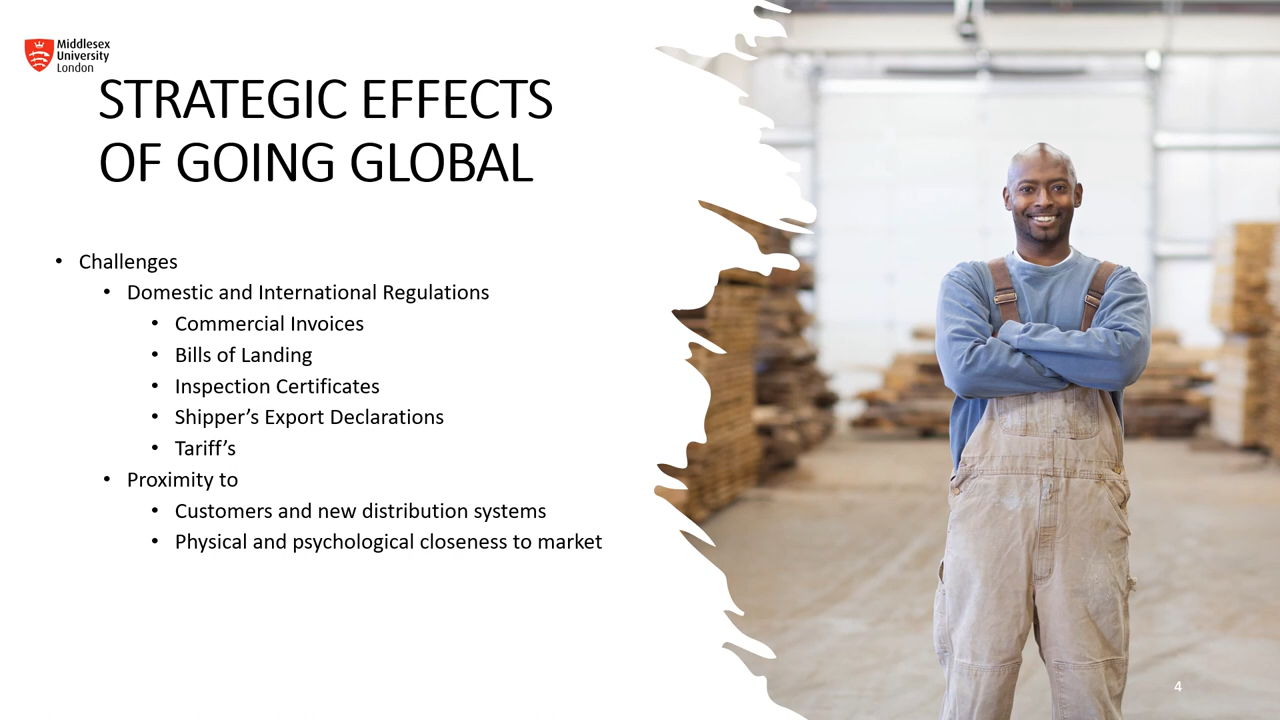 Middlesex
University
London
STRATEGIC EFFECTS
OF GOING GLOBAL
• Challenges
• Domestic and International Regulations
• Commercial Invoices
• Bills of Landing
• Inspection Certificates
• Shipper’s Export Declarations
• Tariff’s
• Proximity to
• Customers and new distribution systems
• Physical and psychological closeness to market
4